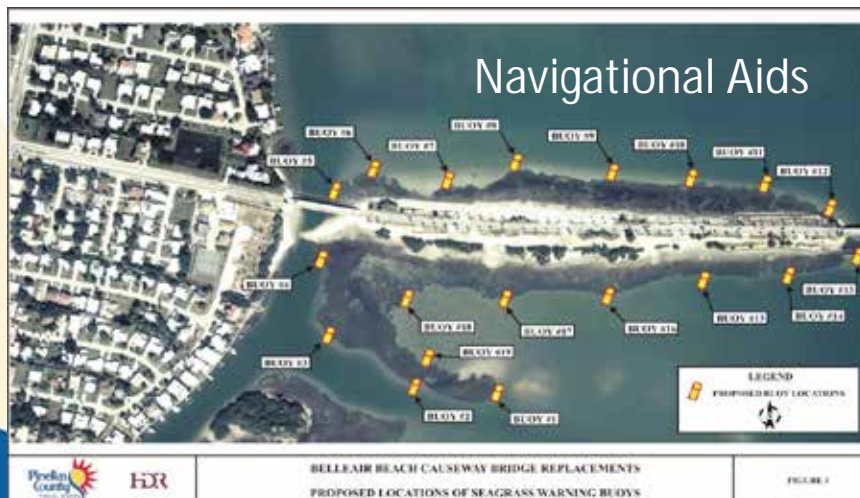 Navigational Aids
BUOY #8
BUOY #6
BUOY #7
BUOY #9
BUOY #10
BUOY #11
BUOY #5
BUOY #12
BUOY #4
BUOY #13
BUOY #14
BUOY #15
BUOY #16
BUOY #17
BUOY #18
BUOY #3
BUOY #19
BUOY #2
BUOY #1
LEGEND
PROPOSED BUOY LOCATIONS
N
Pinellas
County
HDR
BELLEAIR BEACH CAUSEWAY BRIDGE REPLACEMENTS
PROPOSED LOCATIONS OF SEAGRASS WARNING BUOYS
FIGURE 1